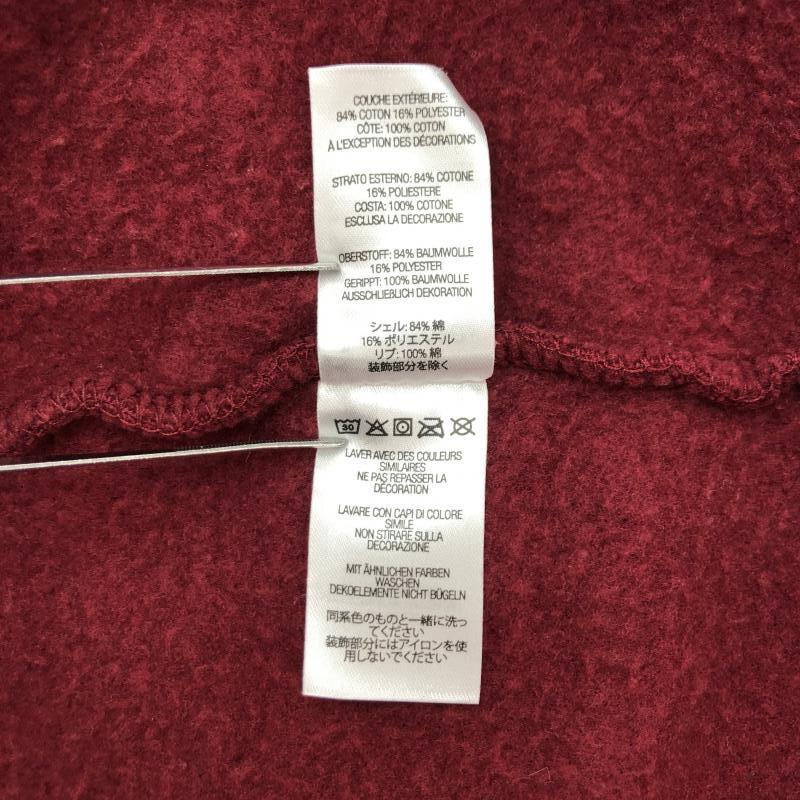 COUCHE EXTÉRIEURE:
84% COTON 16% POLYESTER
CÔTE: 100% COTON
À L'EXCEPTION DES DÉCORATIONS
STRATO ESTERNO: 84% COTONE
16% POLIESTERE
COSTA: 100% COTONE
ESCLUSA LA DECORAZIONE
OBERSTOFF: 84% BAUMWOLLE
16% POLYESTER
GERIPPT: 100% BAUMWOLLE
AUSSCHLIEßLICH DEKORATION
シェル: 84% 綿
16% ポリエステル
リブ: 100% 綿
装飾部分を除く
30
LAVER AVEC DES COULEURS
SIMILAIRES
NE PAS REPASSER LA
DÉCORATION
LAVARE CON CAPI DI COLORE
SIMILE
NON STIRARE SULLA
DECORAZIONE
MIT ÄHNLICHEN FARBEN
WASCHEN
DEKOELEMENTE NICHT BÜGELN
同系色のものと一緒に洗っ
てください
装飾部分にはアイロンを使
用しないでください